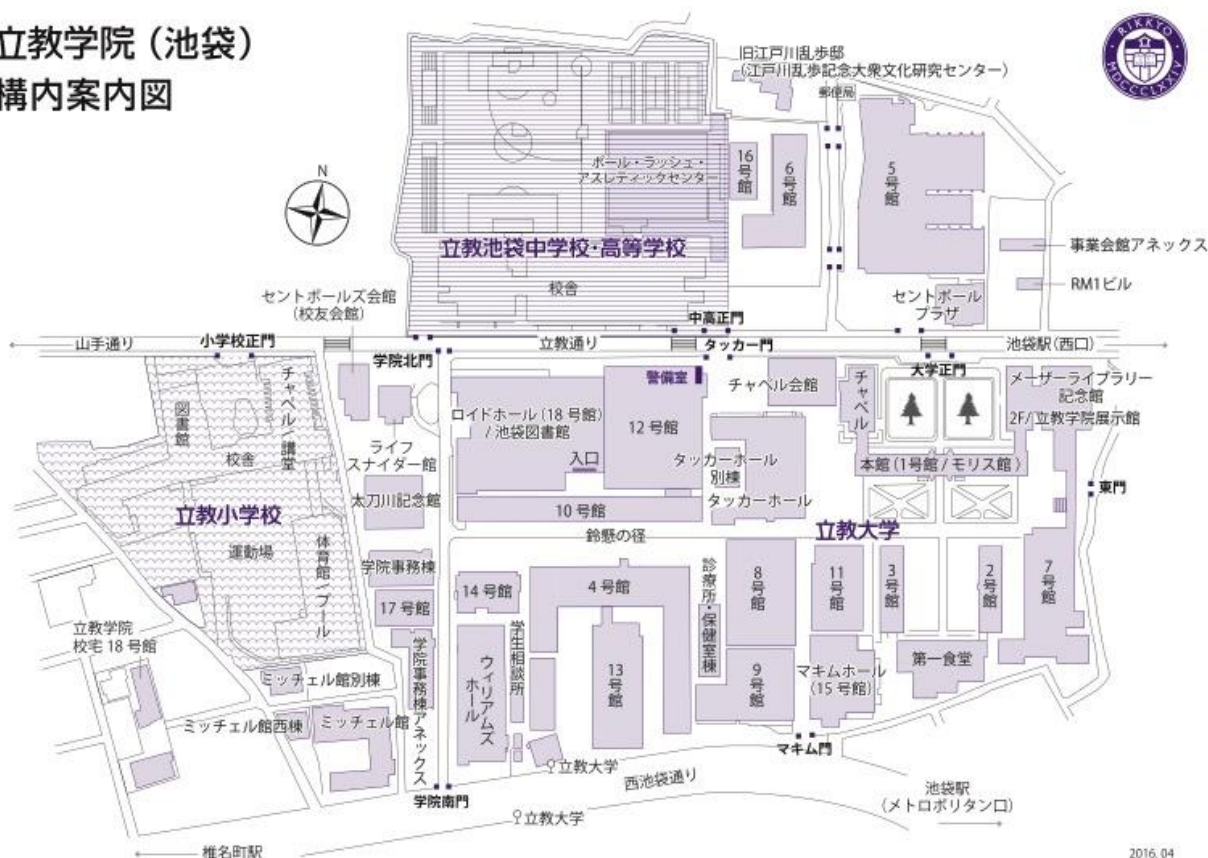 立教学院（池袋）
構内案内図
RIKKYO
MDCCCLXXIV
旧江戸川乱歩邸
（江戸川乱歩記念大衆文化研究センター）
郵便局
N
ポール・ラッシュ・
アスレティックセンター
16号館
6号館
5号館
立教池袋中学校・高等学校
事業会館アネックス
校舎
RM1ビル
セントポールズ会館
（校友会館）
セントポール
プラザ
中高正門
山手通り
小学校正門
学院北門
立教通り
タッカー門
池袋駅（西口）
大学正門
警備室
チャペル会館
チャペル
メーザーライブラリー
記念館
2F/ 立教学院展示館
図書館
チャペル / 講堂
校舎
ライフ
スナイダー館
ロイドホール（18 号館）
/ 池袋図書館
12 号館
入口
タッカーホール
別棟
タッカーホール
本館（1号館 / モリス館）
東門
立教小学校
太刀川記念館
10 号館
立教大学
鈴懸の径
運動場
体育館 / プール
学院事務棟
17 号館
14 号館
4 号館
診療所・保健室棟
8号館
11号館
3号館
2号館
7号館
立教学院
校宅 18 号館
学院事務棟アネックス
ウィリアムズ
ホール
学生相談所
13号館
9号館
マキムホール
（15 号館）
第一食堂
ミッチェル館別棟
ミッチェル館西棟
ミッチェル館
マキム門
立教大学
西池袋通り
学院南門
立教大学
池袋駅
（メトロポリタン口）
椎名町駅
2016.04